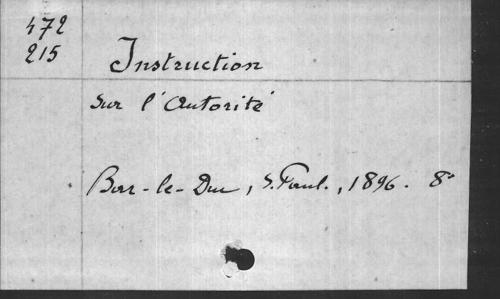 472
215
Instruction
sur l'autorité
Bar-le-Duc, S. Paul., 1896. 8°